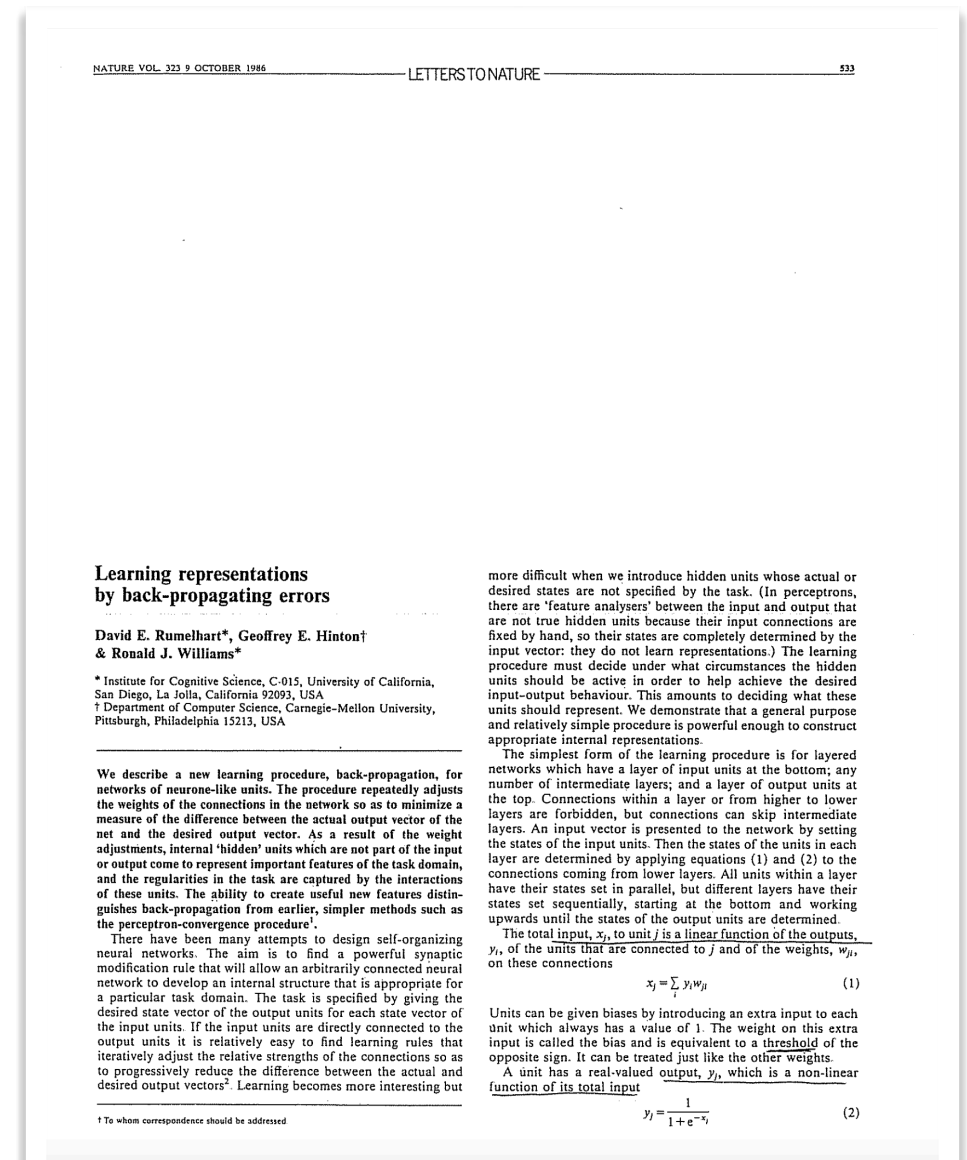 NATURE VOL. 323 9 OCTOBER 1986
LETTERS TO NATURE
533
Learning representations
by back-propagating errors
David E. Rumelhart*, Geoffrey E. Hinton†
& Ronald J. Williams*
* Institute for Cognitive Science, C-015, University of California,
San Diego, La Jolla, California 92093, USA
† Department of Computer Science, Carnegie-Mellon University,
Pittsburgh, Philadelphia 15213, USA
We describe a new learning procedure, back-propagation, for
networks of neurone-like units. The procedure repeatedly adjusts
the weights of the connections in the network so as to minimize a
measure of the difference between the actual output vector of the
net and the desired output vector. As a result of the weight
adjustments, internal 'hidden' units which are not part of the input
or output come to represent important features of the task domain,
and the regularities in the task are captured by the interactions
of these units. The ability to create useful new features distin-
guishes back-propagation from earlier, simpler methods such as
the perceptron-convergence procedure¹.
There have been many attempts to design self-organizing
neural networks. The aim is to find a powerful synaptic
modification rule that will allow an arbitrarily connected neural
network to develop an internal structure that is appropriate for
a particular task domain. The task is specified by giving the
desired state vector of the output units for each state vector of
the input units. If the input units are directly connected to the
output units it is relatively easy to find learning rules that
iteratively adjust the relative strengths of the connections so as
to progressively reduce the difference between the actual and
desired output vectors². Learning becomes more interesting but
† To whom correspondence should be addressed.
more difficult when we introduce hidden units whose actual or
desired states are not specified by the task. (In perceptrons,
there are 'feature analysers' between the input and output that
are not true hidden units because their input connections are
fixed by hand, so their states are completely determined by the
input vector: they do not learn representations.) The learning
procedure must decide under what circumstances the hidden
units should be active in order to help achieve the desired
input-output behaviour. This amounts to deciding what these
units should represent. We demonstrate that a general purpose
and relatively simple procedure is powerful enough to construct
appropriate internal representations.
The simplest form of the learning procedure is for layered
networks which have a layer of input units at the bottom; any
number of intermediate layers; and a layer of output units at
the top. Connections within a layer or from higher to lower
layers are forbidden, but connections can skip intermediate
layers. An input vector is presented to the network by setting
the states of the input units. Then the states of the units in each
layer are determined by applying equations (1) and (2) to the
connections coming from lower layers. All units within a layer
have their states set in parallel, but different layers have their
states set sequentially, starting at the bottom and working
upwards until the states of the output units are determined.
The total input, xⱼ, to unit j is a linear function of the outputs,
yᵢ, of the units that are connected to j and of the weights, wⱼᵢ,
on these connections
xⱼ = ∑ᵢ yᵢwⱼᵢ (1)
Units can be given biases by introducing an extra input to each
unit which always has a value of 1. The weight on this extra
input is called the bias and is equivalent to a threshold of the
opposite sign. It can be treated just like the other weights.
A unit has a real-valued output, yⱼ, which is a non-linear
function of its total input
yⱼ = 1 / (1 + e^(-xⱼ)) (2)